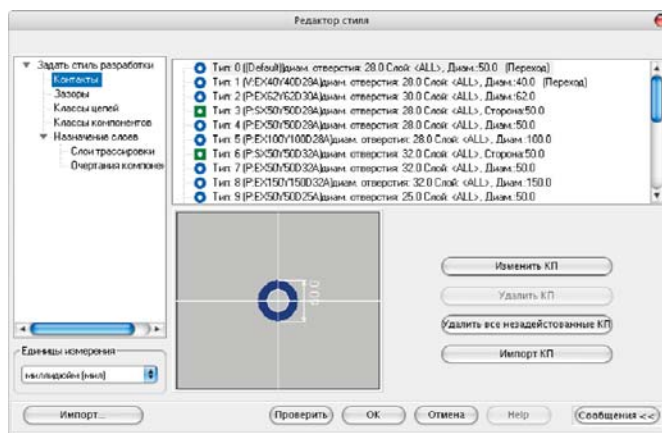 Редактор стиля
Задать стиль разработки
Контакты
Зазоры
Классы цепей
Классы компонентов
Назначение слоев
Слои трассировки
Очертания компонен
Тип: 0 ((Default))диам. отверстия: 28.0 Слой: <ALL>, Диам.:50.0 (Переход)
Тип: 1 (V:EX40Y40D28A)диам. отверстия: 28.0 Слой: <ALL>, Диам.:40.0 (Переход)
Тип: 2 (P:EX62Y62D30A)диам. отверстия: 30.0 Слой: <ALL>, Диам.:62.0
Тип: 3 (P:SX50Y50D28A)диам. отверстия: 28.0 Слой: <ALL>, Сторона:50.0
Тип: 4 (P:EX50Y50D28A)диам. отверстия: 28.0 Слой: <ALL>, Диам.:50.0
Тип: 5 (P:EX100Y100D28A)диам. отверстия: 28.0 Слой: <ALL>, Диам.:100.0
Тип: 6 (P:SX50Y50D32A)диам. отверстия: 32.0 Слой: <ALL>, Сторона:50.0
Тип: 7 (P:EX50Y50D32A)диам. отверстия: 32.0 Слой: <ALL>, Диам.:50.0
Тип: 8 (P:EX150Y150D32A)диам. отверстия: 32.0 Слой: <ALL>, Диам.:150.0
Тип: 9 (P:EX50Y50D25A)диам. отверстия: 25.0 Слой: <ALL>, Диам.:50.0
50.0
Изменить КП
Удалить КП
Удалить все незадействованные КП
Импорт КП
Единицы измерения
миллидюйм (мил)
Импорт...
Проверить
OK
Отмена
Help
Сообщения <<